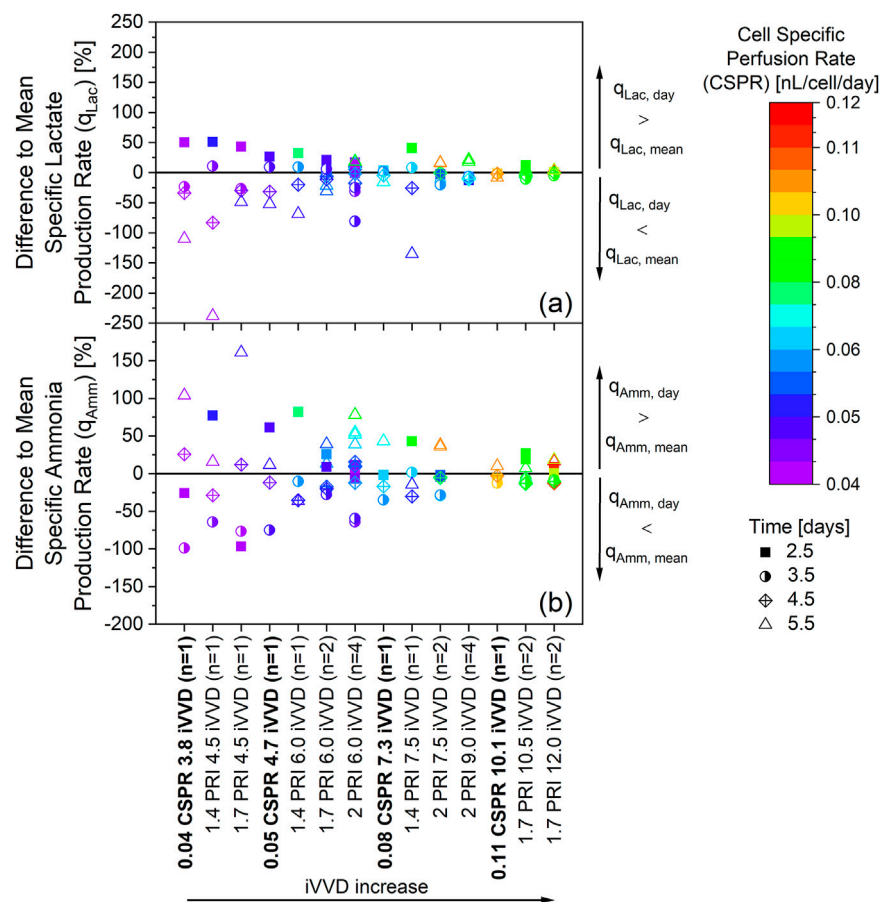 Difference to Mean
Specific Lactate
Production Rate (qLac) [%]
250
200
150
100
50
0
-50
-100
-150
-200
-250
(a)
qLac, day
>
qLac, mean
qLac, day
<
qLac, mean
Difference to Mean
Specific Ammonia
Production Rate (qAmm) [%]
150
100
50
0
-50
-100
-150
-200
(b)
qAmm, day
>
qAmm, mean
qAmm, day
<
qAmm, mean
Cell Specific
Perfusion Rate
(CSPR) [nL/cell/day]
0.12
0.11
0.10
0.08
0.06
0.05
0.04
Time [days]
2.5
3.5
4.5
5.5
0.04 CSPR 3.8 iVVD (n=1)
1.4 PRI 4.5 iVVD (n=1)
1.7 PRI 4.5 iVVD (n=1)
0.05 CSPR 4.7 iVVD (n=1)
1.4 PRI 6.0 iVVD (n=1)
1.7 PRI 6.0 iVVD (n=2)
2 PRI 6.0 iVVD (n=4)
0.08 CSPR 7.3 iVVD (n=1)
1.4 PRI 7.5 iVVD (n=1)
2 PRI 7.5 iVVD (n=2)
2 PRI 9.0 iVVD (n=4)
0.11 CSPR 10.1 iVVD (n=1)
1.7 PRI 10.5 iVVD (n=2)
1.7 PRI 12.0 iVVD (n=2)
iVVD increase